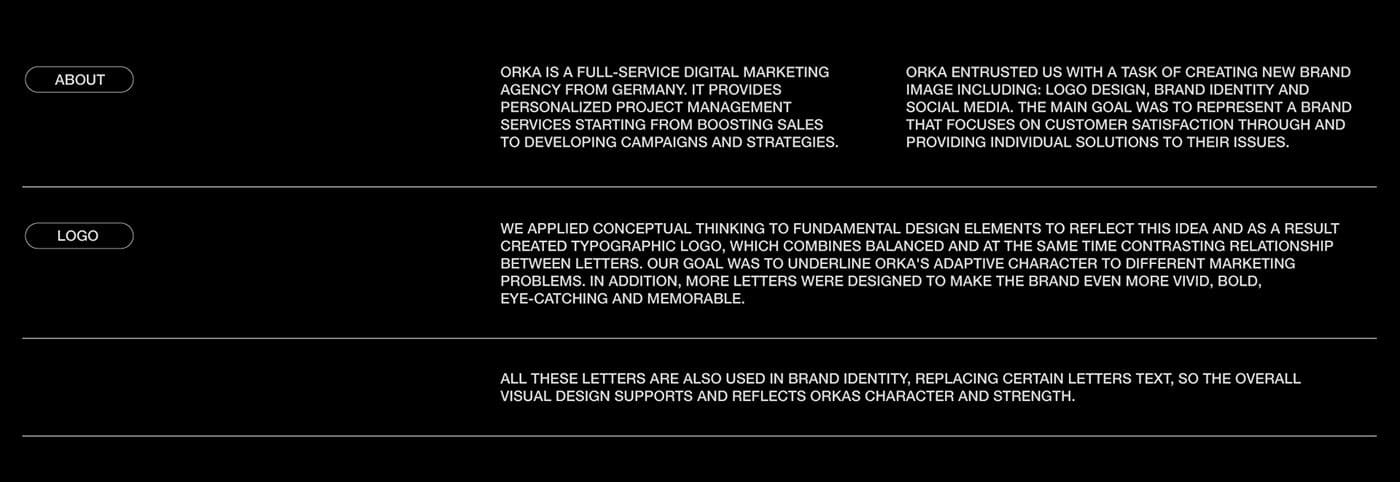 ABOUT
ORKA IS A FULL-SERVICE DIGITAL MARKETING
AGENCY FROM GERMANY. IT PROVIDES
PERSONALIZED PROJECT MANAGEMENT
SERVICES STARTING FROM BOOSTING SALES
TO DEVELOPING CAMPAIGNS AND STRATEGIES.
ORKA ENTRUSTED US WITH A TASK OF CREATING NEW BRAND
IMAGE INCLUDING: LOGO DESIGN, BRAND IDENTITY AND
SOCIAL MEDIA. THE MAIN GOAL WAS TO REPRESENT A BRAND
THAT FOCUSES ON CUSTOMER SATISFACTION THROUGH AND
PROVIDING INDIVIDUAL SOLUTIONS TO THEIR ISSUES.
LOGO
WE APPLIED CONCEPTUAL THINKING TO FUNDAMENTAL DESIGN ELEMENTS TO REFLECT THIS IDEA AND AS A RESULT
CREATED TYPOGRAPHIC LOGO, WHICH COMBINES BALANCED AND AT THE SAME TIME CONTRASTING RELATIONSHIP
BETWEEN LETTERS. OUR GOAL WAS TO UNDERLINE ORKA'S ADAPTIVE CHARACTER TO DIFFERENT MARKETING
PROBLEMS. IN ADDITION, MORE LETTERS WERE DESIGNED TO MAKE THE BRAND EVEN MORE VIVID, BOLD,
EYE-CATCHING AND MEMORABLE.
ALL THESE LETTERS ARE ALSO USED IN BRAND IDENTITY, REPLACING CERTAIN LETTERS TEXT, SO THE OVERALL
VISUAL DESIGN SUPPORTS AND REFLECTS ORKAS CHARACTER AND STRENGTH.